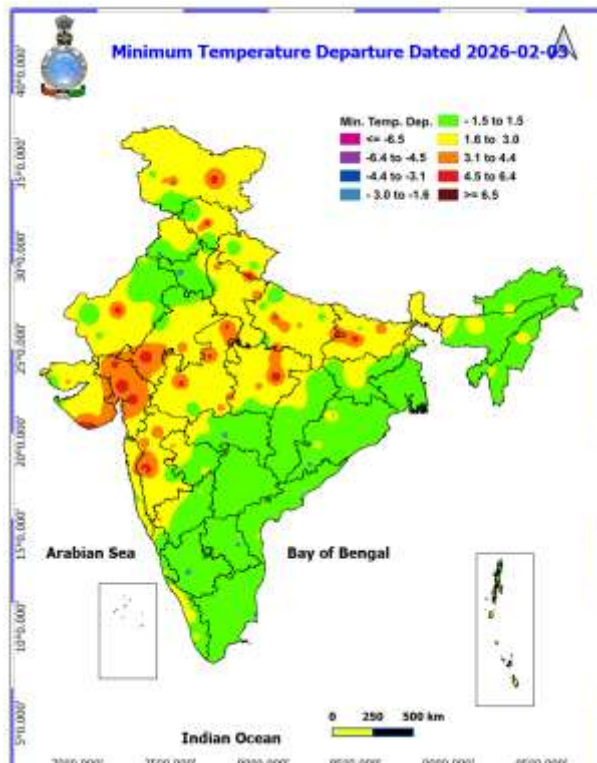 Minimum Temperature Departure Dated 2026-02-03
Min. Temp. Dep.
<= -6.5
-6.4 to -4.5
-4.4 to -3.1
- 3.0 to -1.6
- 1.5 to 1.5
1.6 to 3.0
3.1 to 4.4
4.5 to 6.4
>= 6.5
40°0.000'
35°0.000'
30°0.000'
25°0.000'
20°0.000'
15°0.000'
10°0.000'
5°0.000'
Arabian Sea
Bay of Bengal
0 250 500 km
Indian Ocean